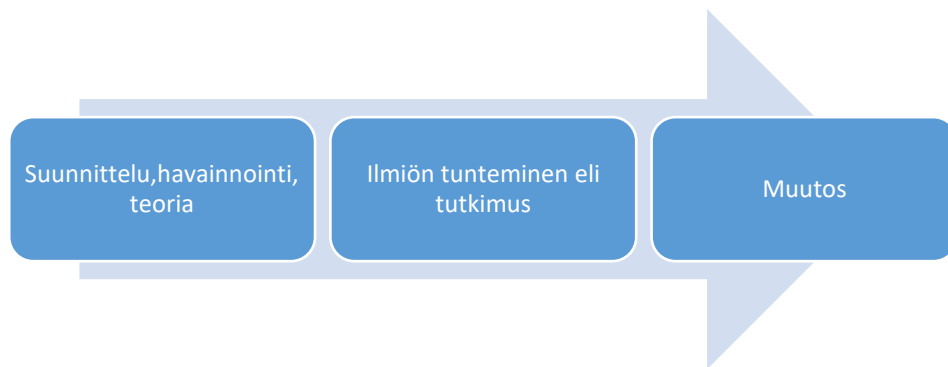 Suunnittelu,havainnointi,
teoria
Ilmiön tunteminen eli
tutkimus
Muutos